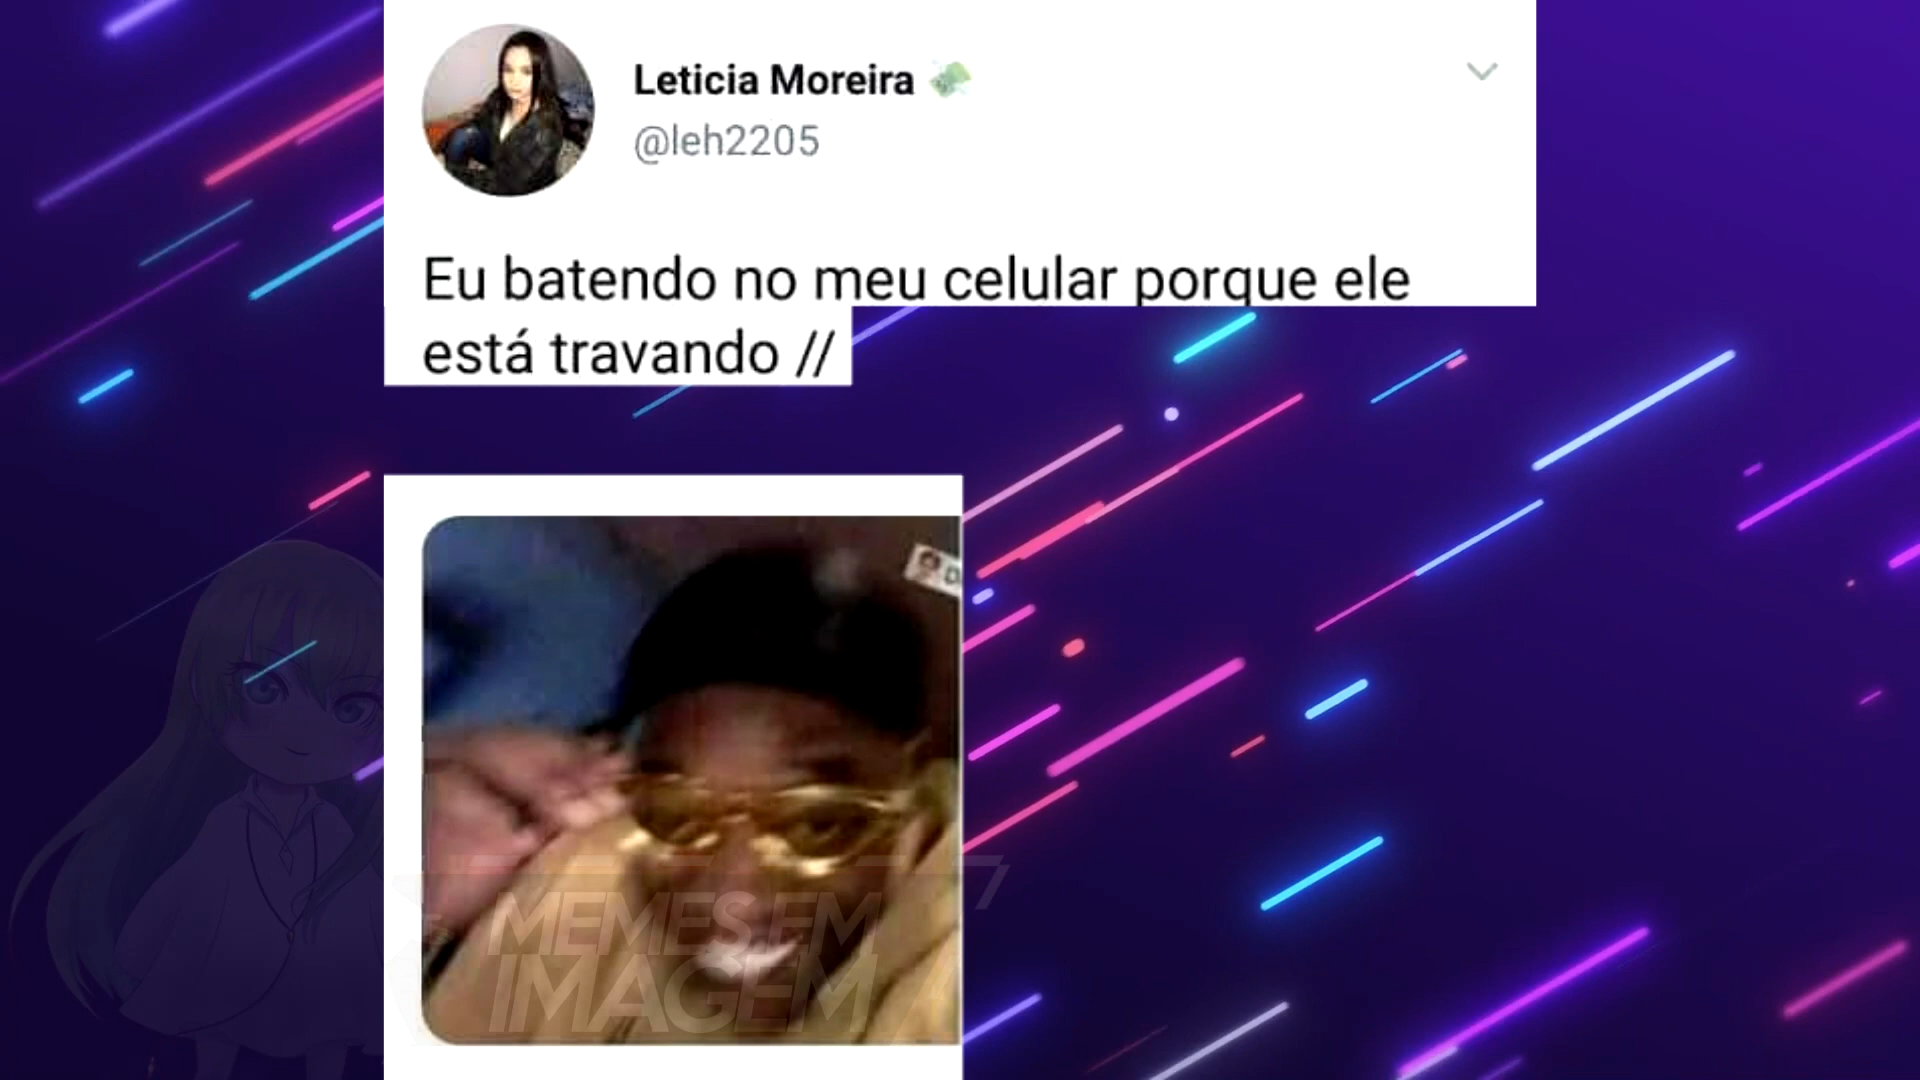 Leticia Moreira 💸
@leh2205
Eu batendo no meu celular porque ele
está travando //
MEMES EM
IMAGEM